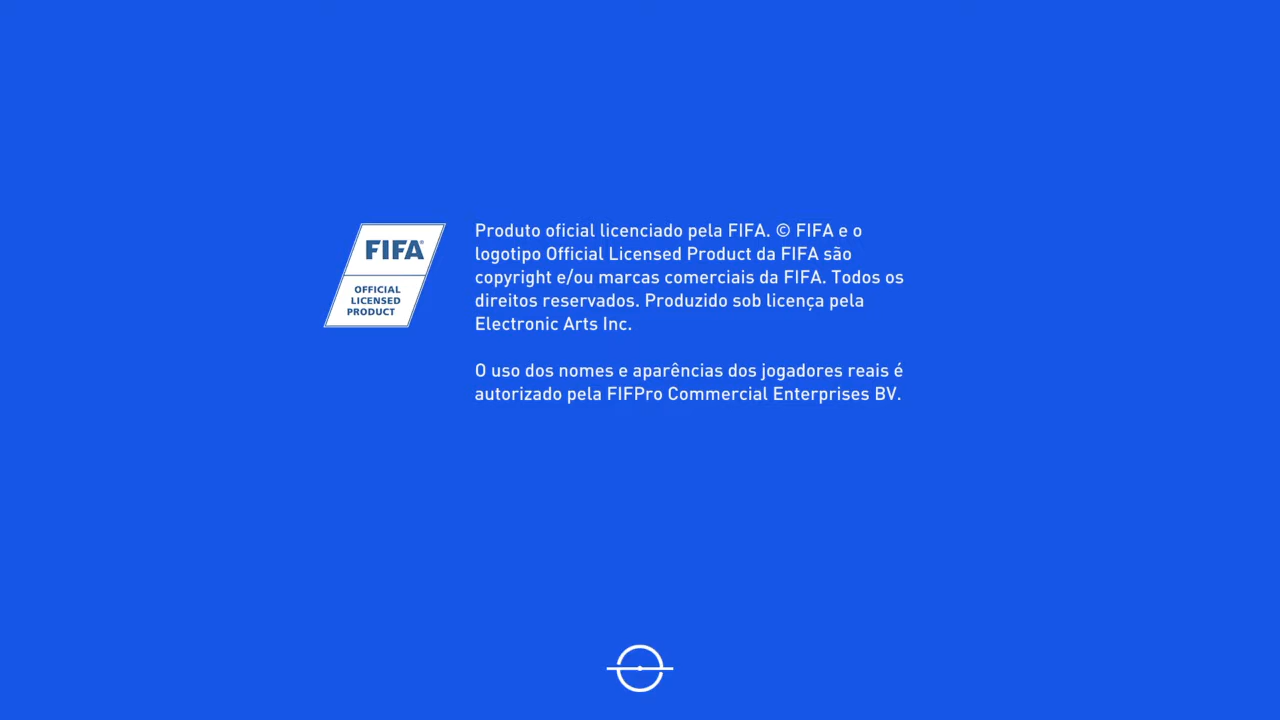 FIFA®
OFFICIAL
LICENSED
PRODUCT
Produto oficial licenciado pela FIFA. © FIFA e o
logotipo Official Licensed Product da FIFA são
copyright e/ou marcas comerciais da FIFA. Todos os
direitos reservados. Produzido sob licença pela
Electronic Arts Inc.
O uso dos nomes e aparências dos jogadores reais é
autorizado pela FIFPro Commercial Enterprises BV.